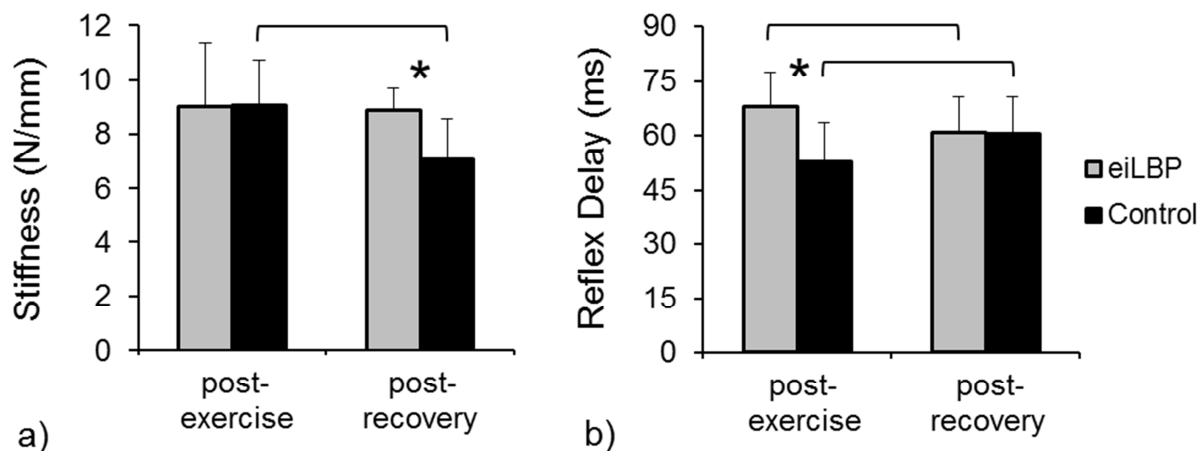 12
10
8
6
4
2
0
Stiffness (N/mm)
*
post-
exercise
post-
recovery
a)
90
75
60
45
30
15
0
Reflex Delay (ms)
*
post-
exercise
post-
recovery
b)
eiLBP
Control